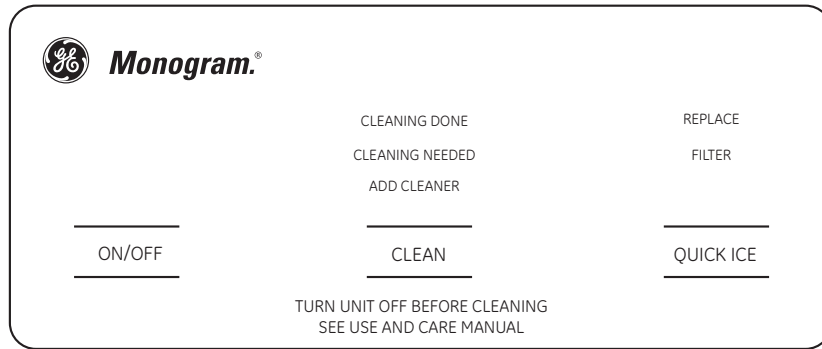 GE Monogram.®
CLEANING DONE
REPLACE
CLEANING NEEDED
FILTER
ADD CLEANER
ON/OFF
CLEAN
QUICK ICE
TURN UNIT OFF BEFORE CLEANING
SEE USE AND CARE MANUAL